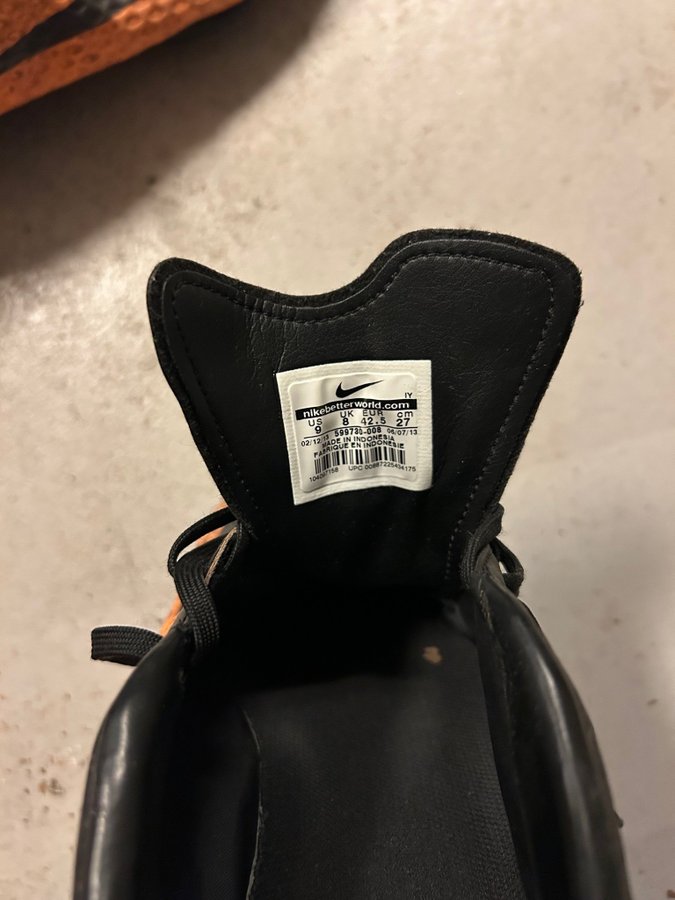 IY
nikebetterworld.com
US UK EUR cm
9 8 42.5 27
02/12/13 599730-008 06/07/13
MADE IN INDONESIA
FABRIQUE EN INDONESIE
UPC 00887225434175